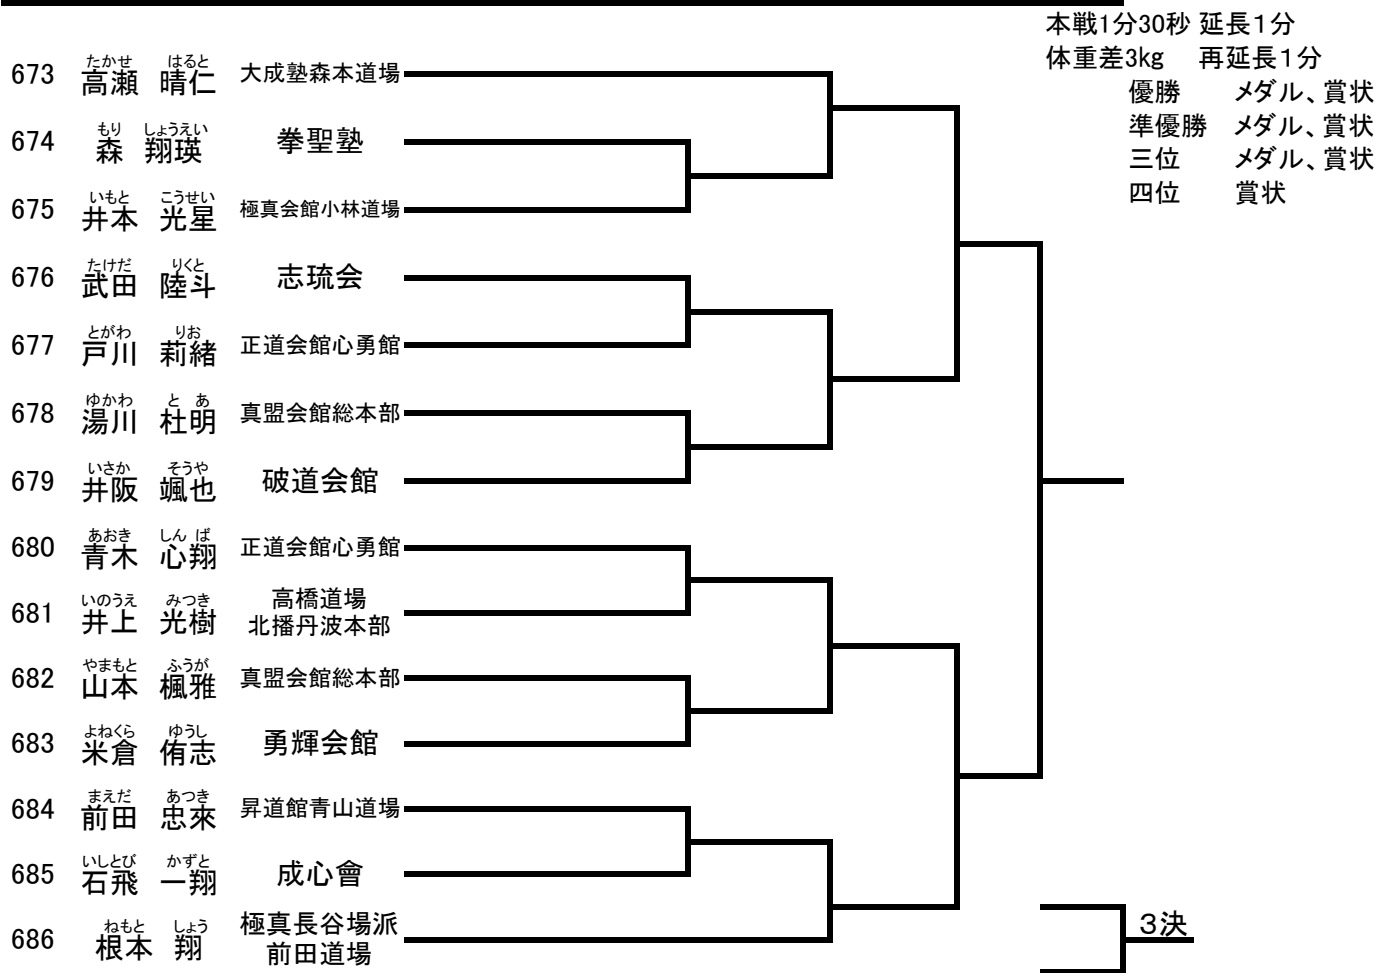 本戦1分30秒 延長１分
体重差3kg 再延長１分
優勝 メダル、賞状
準優勝 メダル、賞状
三位 メダル、賞状
四位 賞状
たかせ はると
673 高瀬 晴仁 大成塾森本道場
もり しょうえい
674 森 翔瑛 拳聖塾
いもと こうせい
675 井本 光星 極真会館小林道場
たけだ りくと
676 武田 陸斗 志琉会
とがわ りお
677 戸川 莉緒 正道会館心勇館
ゆかわ と あ
678 湯川 杜明 真盟会館総本部
いさか そうや
679 井阪 颯也 破道会館
あおき しん ば
680 青木 心翔 正道会館心勇館
いのうえ みつき
681 井上 光樹 高橋道場
北播丹波本部
やまもと ふうが
682 山本 楓雅 真盟会館総本部
よねくら ゆうし
683 米倉 侑志 勇輝会館
まえだ あつき
684 前田 忠來 昇道館青山道場
いしとび かずと
685 石飛 一翔 成心會
ねもと しょう
686 根本 翔 極真長谷場派
前田道場
３決